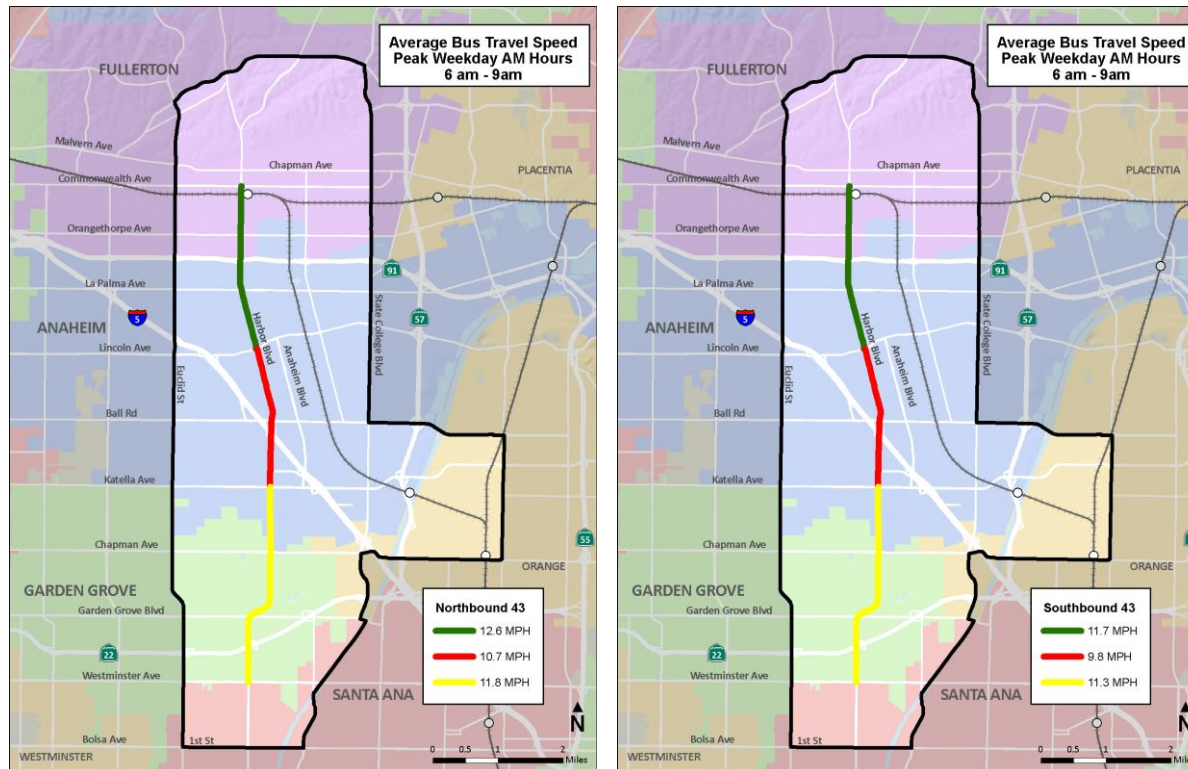 Average Bus Travel Speed
Peak Weekday AM Hours
6 am - 9am
FULLERTON
Malvern Ave
Chapman Ave
Commonwealth Ave
PLACENTIA
Orangethorpe Ave
91
La Palma Ave
State College Blvd
ANAHEIM
5
57
Harbor Blvd
Anaheim Blvd
Lincoln Ave
Euclid St
Ball Rd
Katella Ave
55
Chapman Ave
ORANGE
GARDEN GROVE
Garden Grove Blvd
Northbound 43
12.6 MPH
10.7 MPH
11.8 MPH
22
Westminster Ave
SANTA ANA
N
Bolsa Ave
1st St
WESTMINSTER
0 0.5 1 2
Miles
Average Bus Travel Speed
Peak Weekday AM Hours
6 am - 9am
FULLERTON
Malvern Ave
Chapman Ave
Commonwealth Ave
PLACENTIA
Orangethorpe Ave
91
La Palma Ave
State College Blvd
ANAHEIM
5
57
Harbor Blvd
Anaheim Blvd
Lincoln Ave
Euclid St
Ball Rd
Katella Ave
Chapman Ave
ORANGE
GARDEN GROVE
Garden Grove Blvd
Southbound 43
11.7 MPH
9.8 MPH
11.3 MPH
22
Westminster Ave
SANTA ANA
N
Bolsa Ave
1st St
WESTMINSTER
0 0.5 1 2